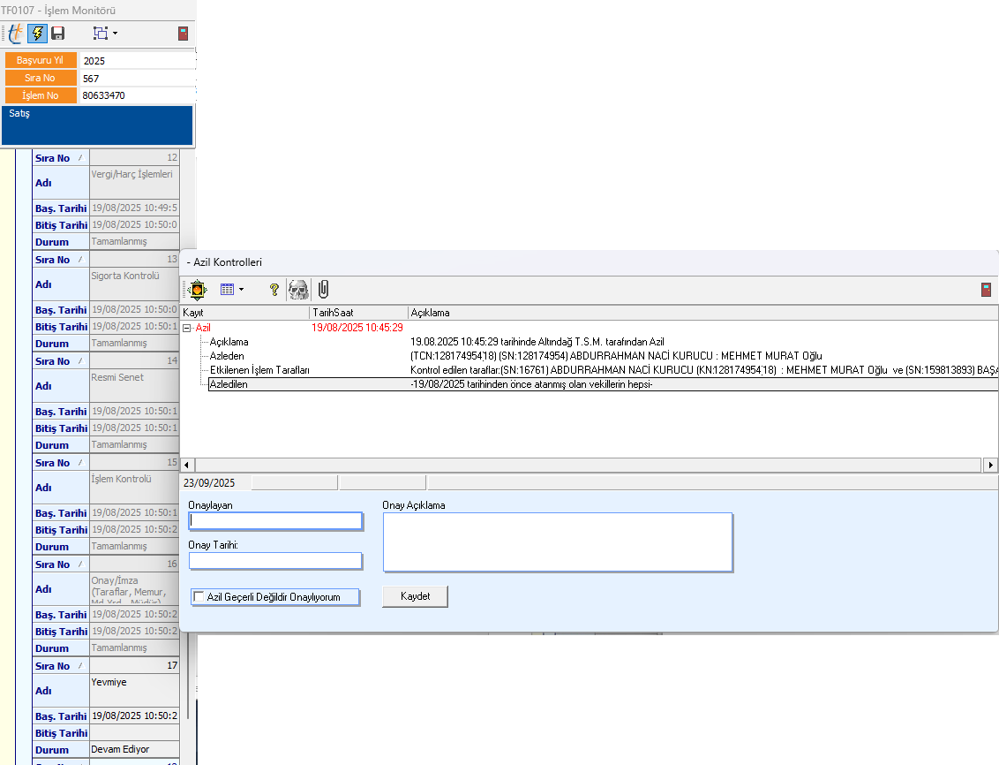 TF0107 - İşlem Monitörü
Başvuru Yıl 2025
Sıra No 567
İşlem No 80633470
Satış
Sıra No 12
Adı Vergi/Harç İşlemleri
Baş. Tarihi 19/08/2025 10:49:5
Bitiş Tarihi 19/08/2025 10:50:0
Durum Tamamlanmış
Sıra No 13
Adı Sigorta Kontrolü
Baş. Tarihi 19/08/2025 10:50:0
Bitiş Tarihi 19/08/2025 10:50:1
Durum Tamamlanmış
Sıra No 14
Adı Resmi Senet
Baş. Tarihi 19/08/2025 10:50:1
Bitiş Tarihi 19/08/2025 10:50:1
Durum Tamamlanmış
Sıra No 15
Adı İşlem Kontrolü
Baş. Tarihi 19/08/2025 10:50:1
Bitiş Tarihi 19/08/2025 10:50:2
Durum Tamamlanmış
Sıra No 16
Adı Onay/İmza
(Taraflar, Memur,
Md.Yrd., Müdür)
Baş. Tarihi 19/08/2025 10:50:2
Bitiş Tarihi 19/08/2025 10:50:2
Durum Tamamlanmış
Sıra No 17
Adı Yevmiye
Baş. Tarihi 19/08/2025 10:50:2
Bitiş Tarihi
Durum Devam Ediyor
- Azil Kontrolleri
Kayıt TarihSaat Açıklama
Azil 19/08/2025 10:45:29
Açıklama 19.08.2025 10:45:29 tarihinde Altındağ T.S.M. tarafından Azil
Azleden (TCN:128174954,18) (SN:128174954) ABDURRAHMAN NACİ KURUCU : MEHMET MURAT Oğlu
Etkilenen İşlem Tarafları Kontrol edilen taraflar:(SN:16761) ABDURRAHMAN NACİ KURUCU (KN:128174954,18) : MEHMET MURAT Oğlu ve (SN:159813893) BAŞA
Azledilen -19/08/2025 tarihinden önce atanmış olan vekillerin hepsi-
23/09/2025
Onaylayan
Onay Açıklama
Onay Tarihi:
Azil Geçerli Değildir Onaylıyorum
Kaydet